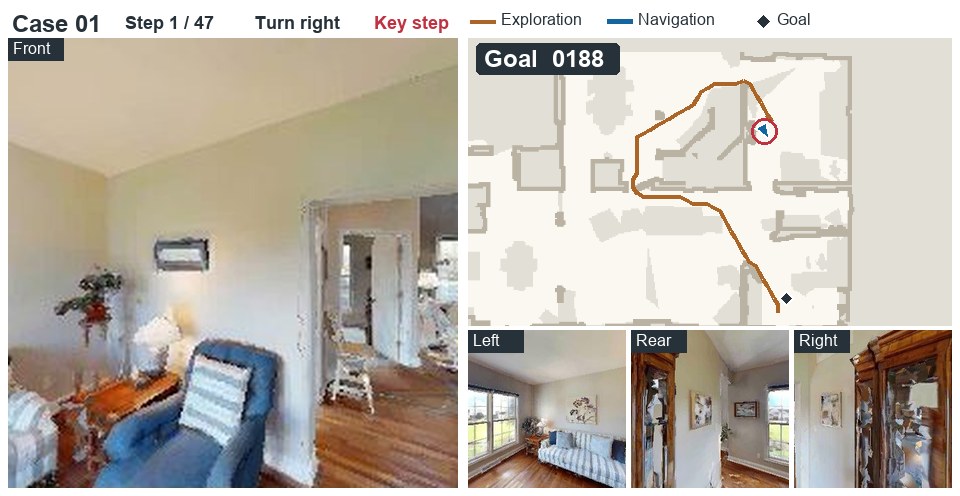 Case 01 Step 1 / 47 Turn right Key step Exploration Navigation Goal
Front
Goal 0188
Left
Rear
Right